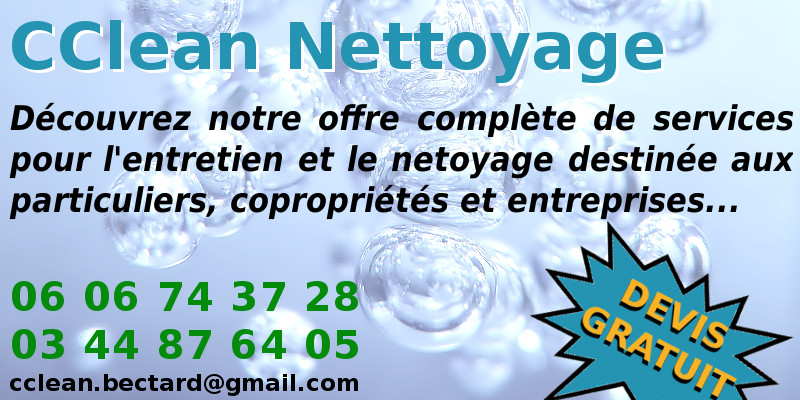 CClean Nettoyage
Découvrez notre offre complète de services
pour l'entretien et le netoyage destinée aux
particuliers, copropriétés et entreprises...
06 06 74 37 28
03 44 87 64 05
cclean.bectard@gmail.com
DEVIS
GRATUIT